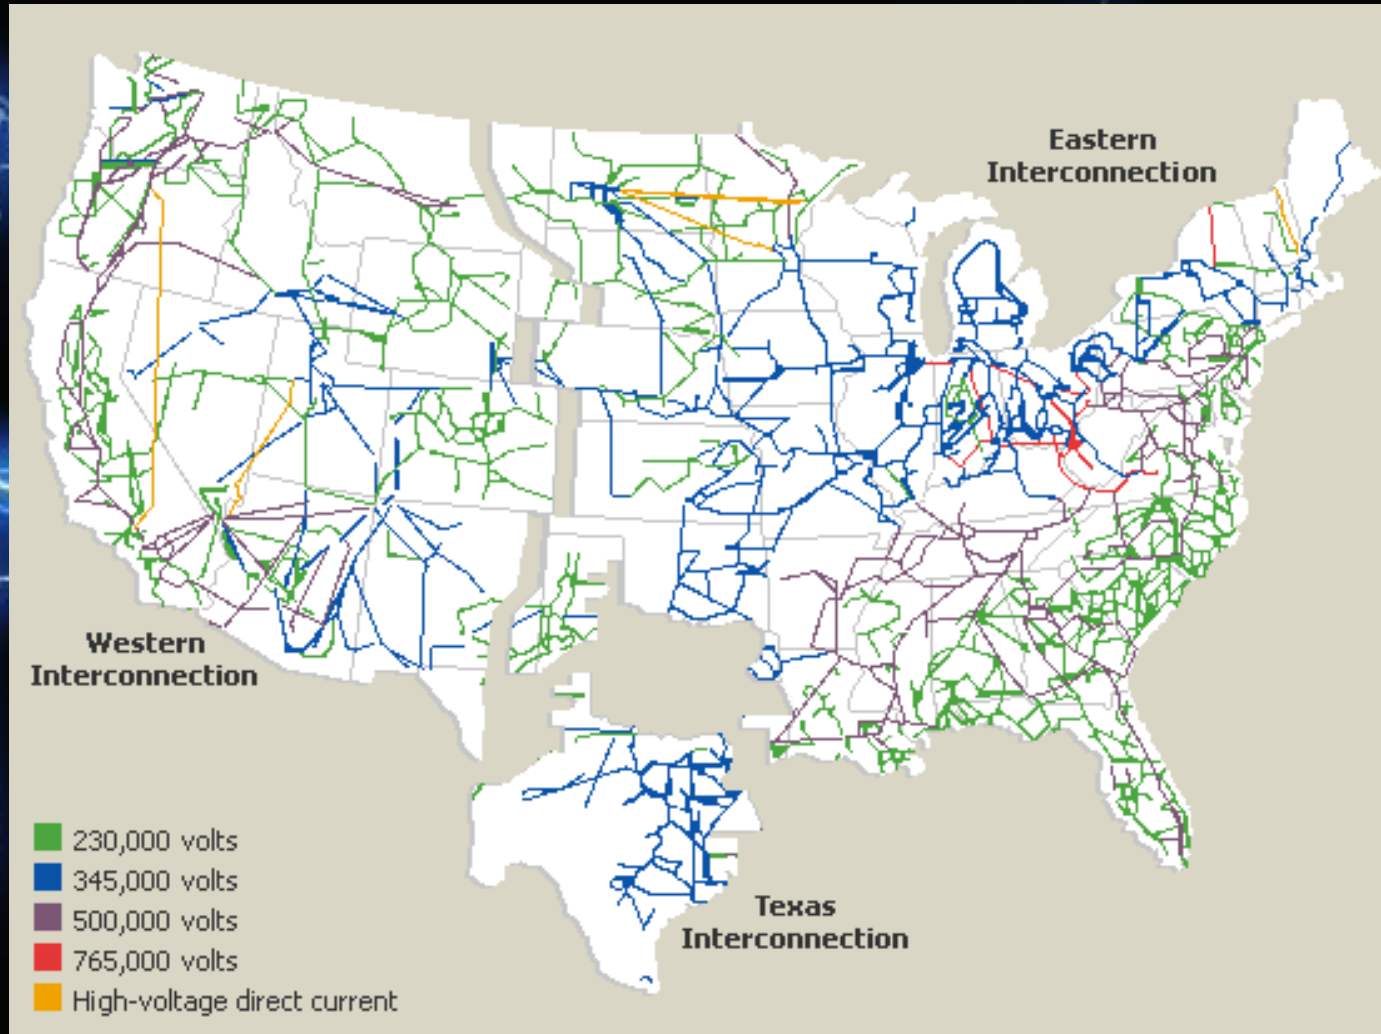 Eastern
Interconnection
Western
Interconnection
Texas
Interconnection
230,000 volts
345,000 volts
500,000 volts
765,000 volts
High-voltage direct current